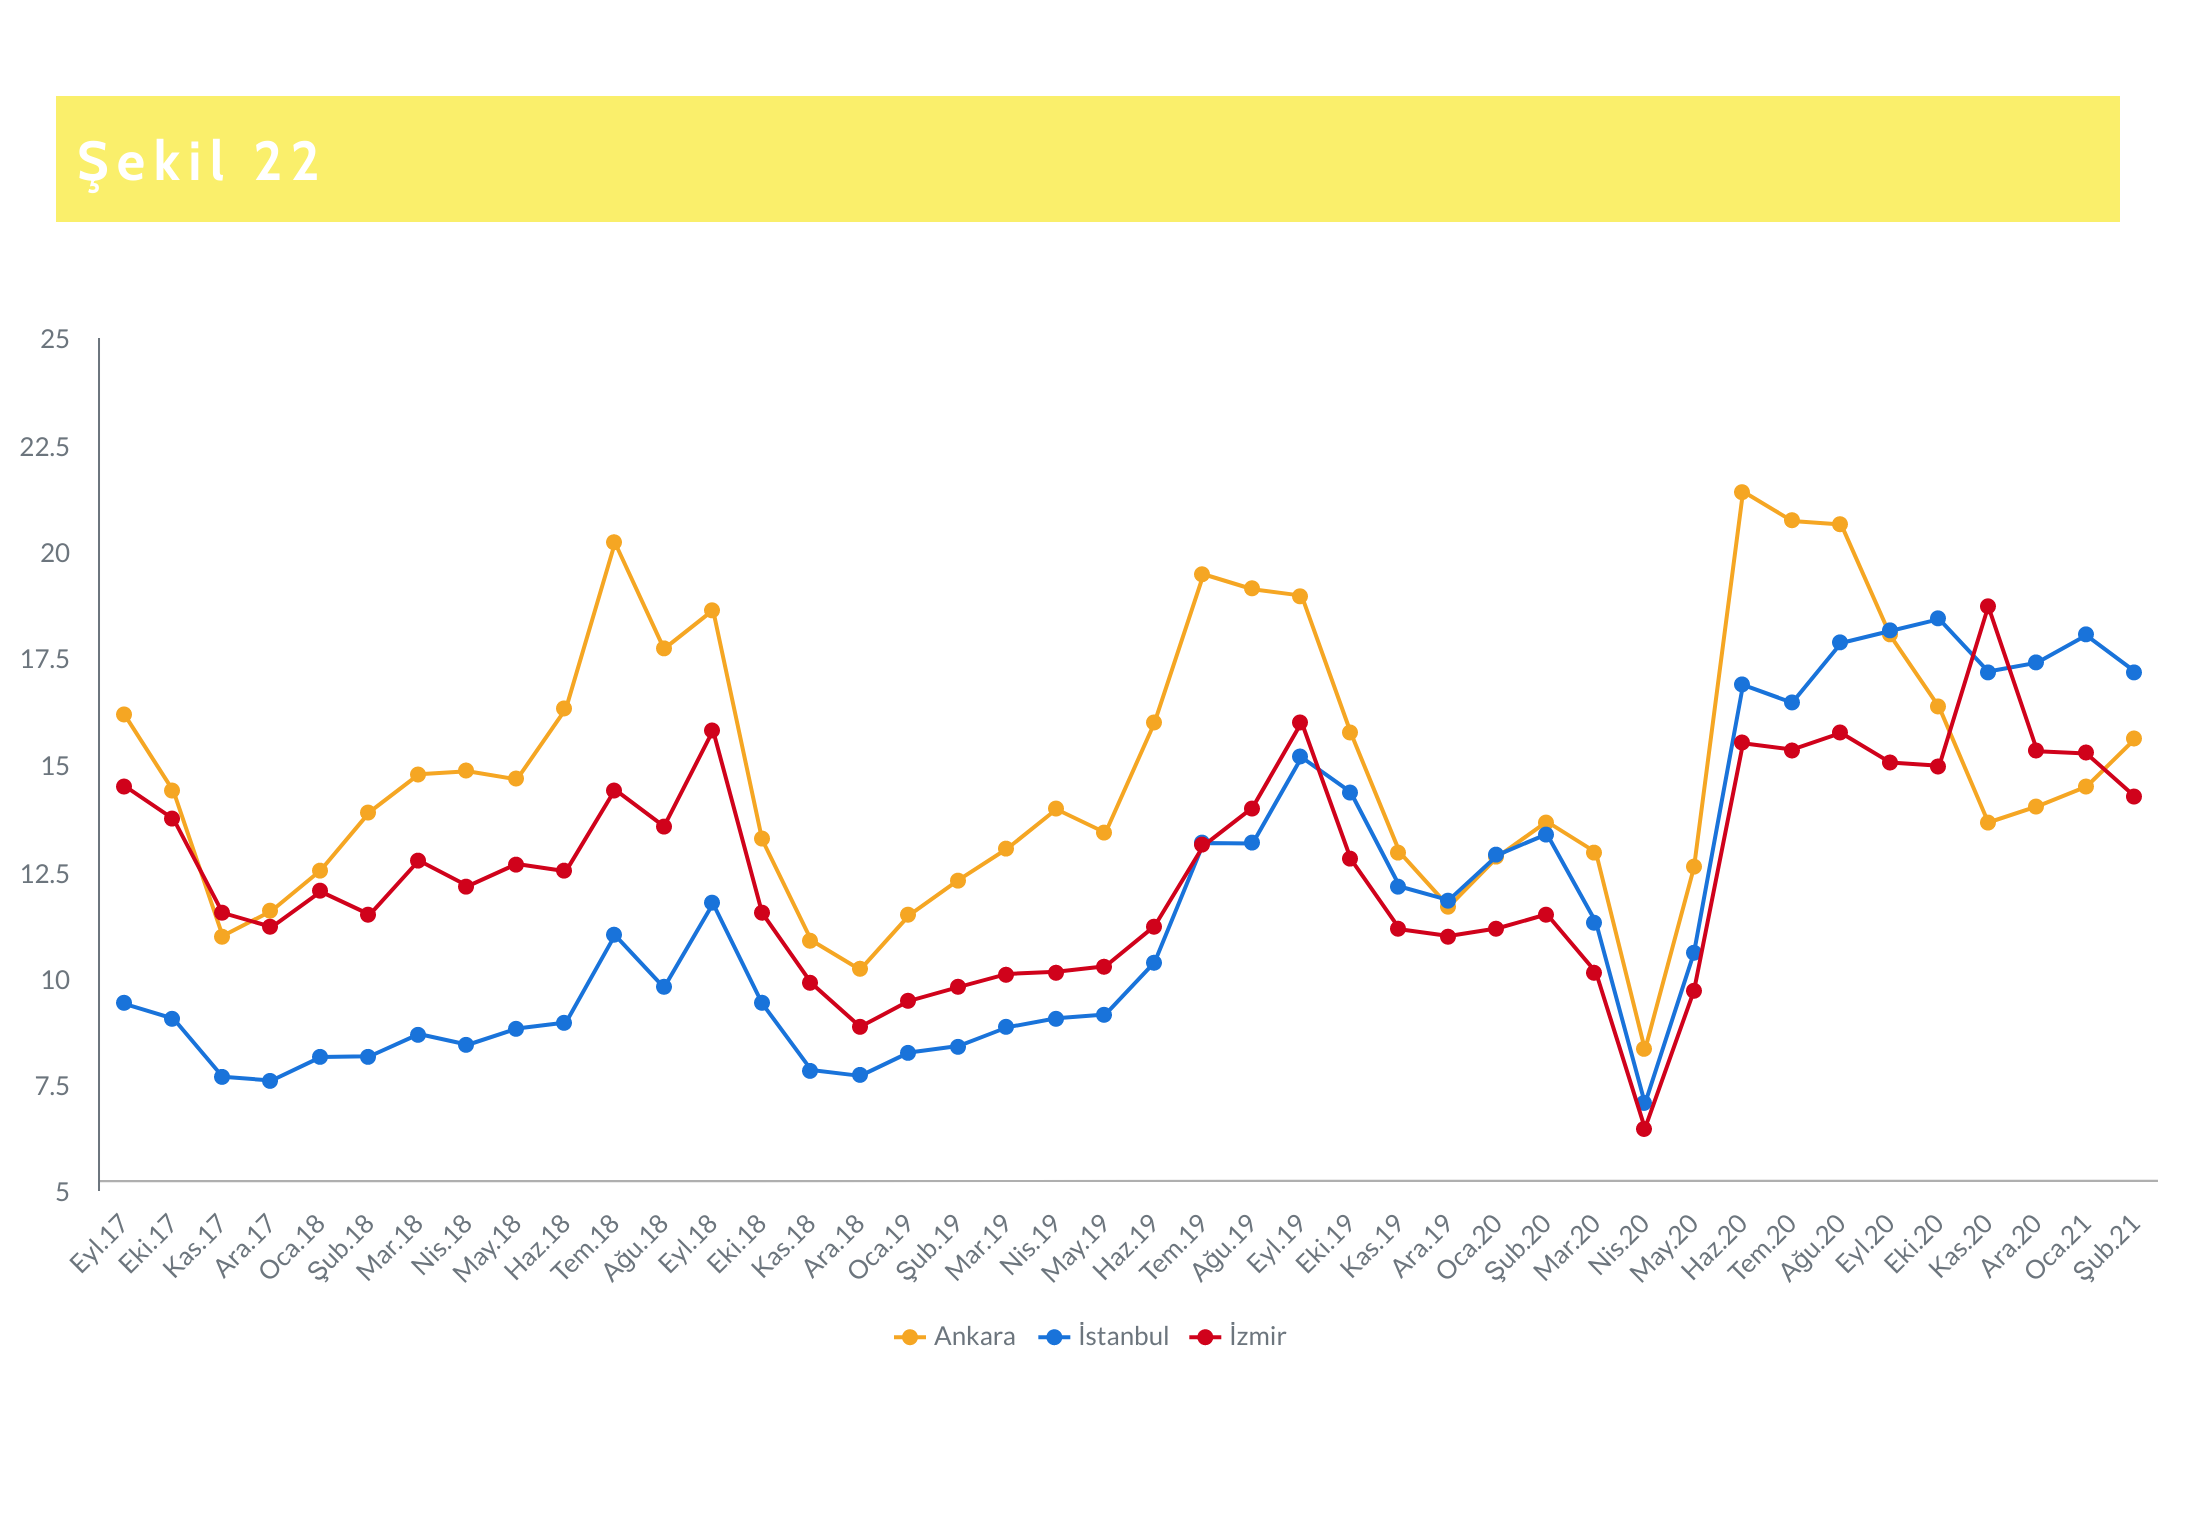 Şekil 22
25
22.5
20
17.5
15
12.5
10
7.5
5
Eyl.17
Eki.17
Kas.17
Ara.17
Oca.18
Şub.18
Mar.18
Nis.18
May.18
Haz.18
Tem.18
Ağu.18
Eyl.18
Eki.18
Kas.18
Ara.18
Oca.19
Şub.19
Mar.19
Nis.19
May.19
Haz.19
Tem.19
Ağu.19
Eyl.19
Eki.19
Kas.19
Ara.19
Oca.20
Şub.20
Mar.20
Nis.20
May.20
Haz.20
Tem.20
Ağu.20
Eyl.20
Eki.20
Kas.20
Ara.20
Oca.21
Şub.21
Ankara İstanbul İzmir